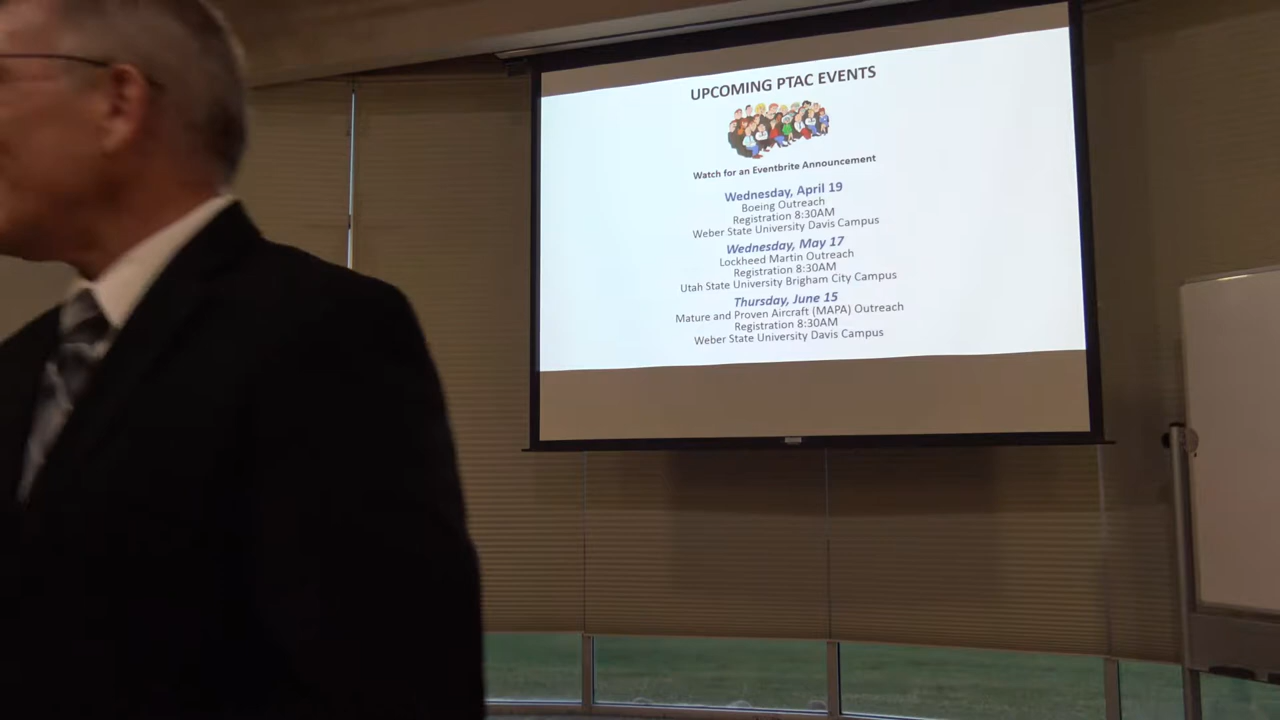 UPCOMING PTAC EVENTS
Watch for an Eventbrite Announcement
Wednesday, April 19
Boeing Outreach
Registration 8:30AM
Weber State University Davis Campus
Wednesday, May 17
Lockheed Martin Outreach
Registration 8:30AM
Utah State University Brigham City Campus
Thursday, June 15
Mature and Proven Aircraft (MAPA) Outreach
Registration 8:30AM
Weber State University Davis Campus